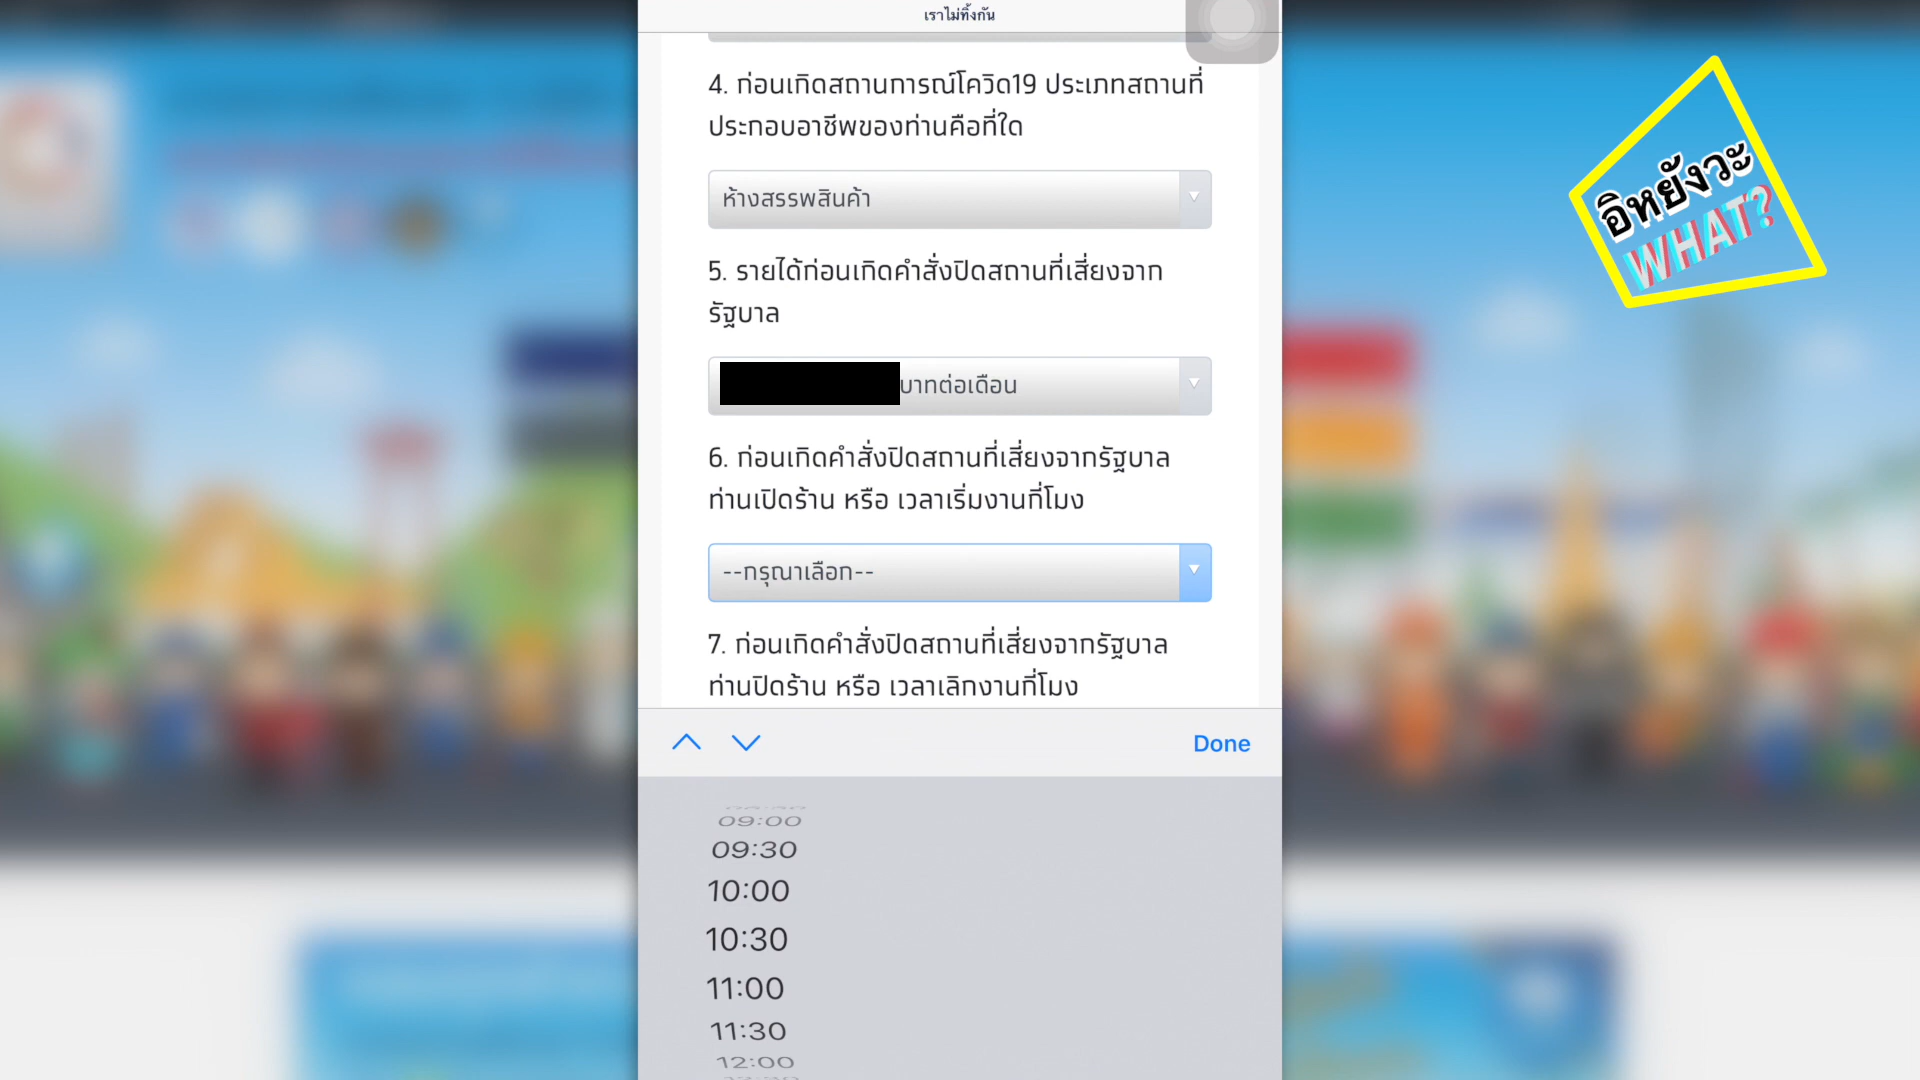 เราไม่ทิ้งกัน
4. ก่อนเกิดสถานการณ์โควิด19 ประเภทสถานที่
ประกอบอาชีพของท่านคือที่ใด
ห้างสรรพสินค้า
5. รายได้ก่อนเกิดคำสั่งปิดสถานที่เสี่ยงจาก
รัฐบาล
บาทต่อเดือน
6. ก่อนเกิดคำสั่งปิดสถานที่เสี่ยงจากรัฐบาล
ท่านเปิดร้าน หรือ เวลาเริ่มงานกี่โมง
--กรุณาเลือก--
7. ก่อนเกิดคำสั่งปิดสถานที่เสี่ยงจากรัฐบาล
ท่านปิดร้าน หรือ เวลาเลิกงานกี่โมง
Done
09:00
09:30
10:00
10:30
11:00
11:30
12:00
อิหยังวะ
WHAT?